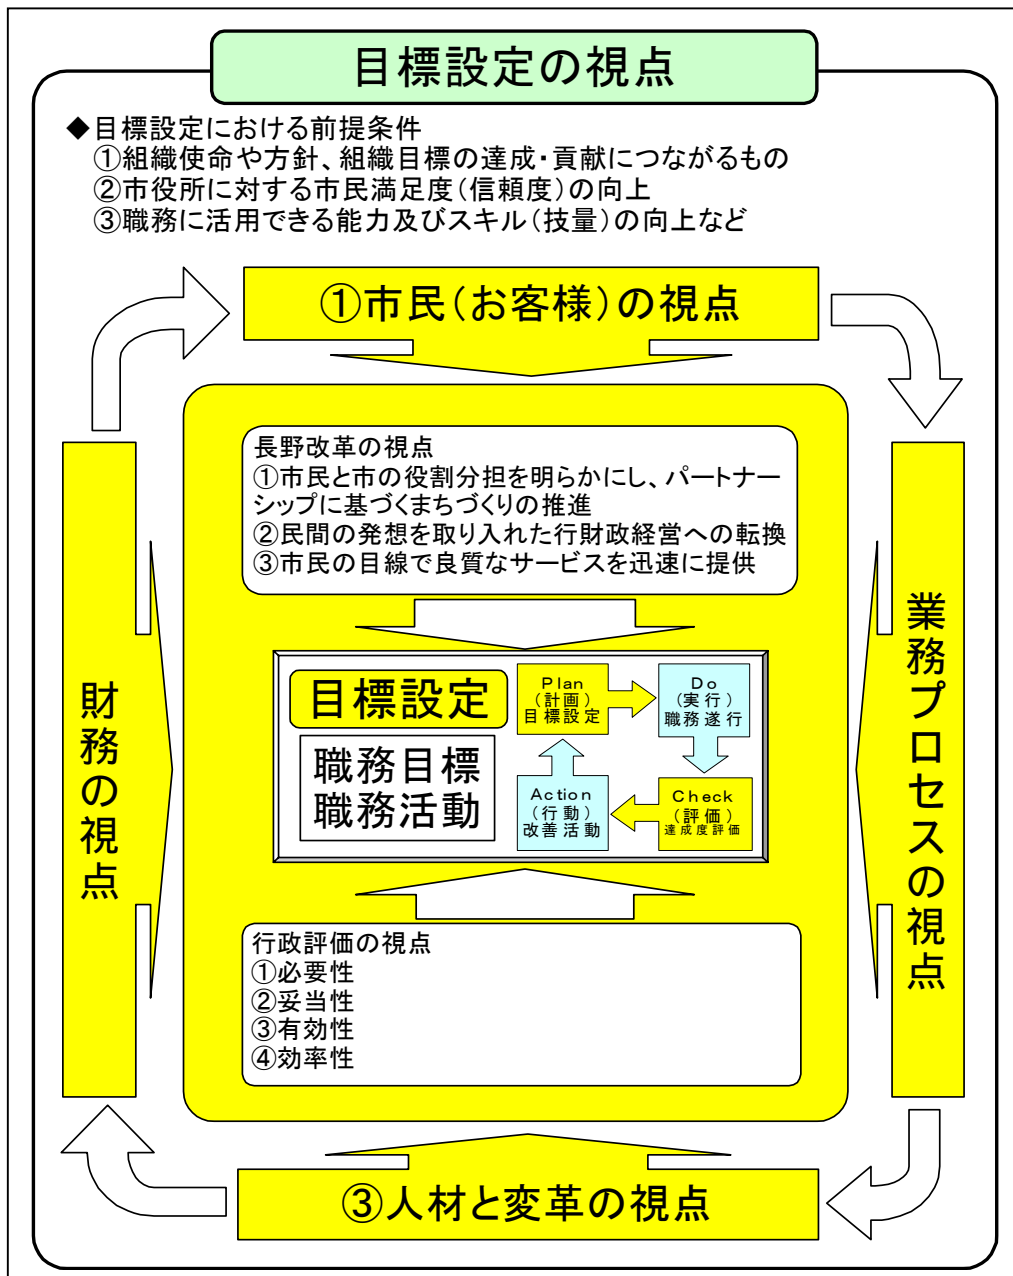 目標設定の視点
◆目標設定における前提条件
①組織使命や方針、組織目標の達成・貢献につながるもの
②市役所に対する市民満足度(信頼度)の向上
③職務に活用できる能力及びスキル(技量)の向上など
①市民(お客様)の視点
長野改革の視点
①市民と市の役割分担を明らかにし、パートナー
シップに基づくまちづくりの推進
②民間の発想を取り入れた行財政経営への転換
③市民の目線で良質なサービスを迅速に提供
財務の視点
業務プロセスの視点
目標設定
職務目標
職務活動
Plan
(計画)
目標設定
Do
(実行)
職務遂行
Action
(行動)
改善活動
Check
(評価)
達成度評価
行政評価の視点
①必要性
②妥当性
③有効性
④効率性
③人材と変革の視点